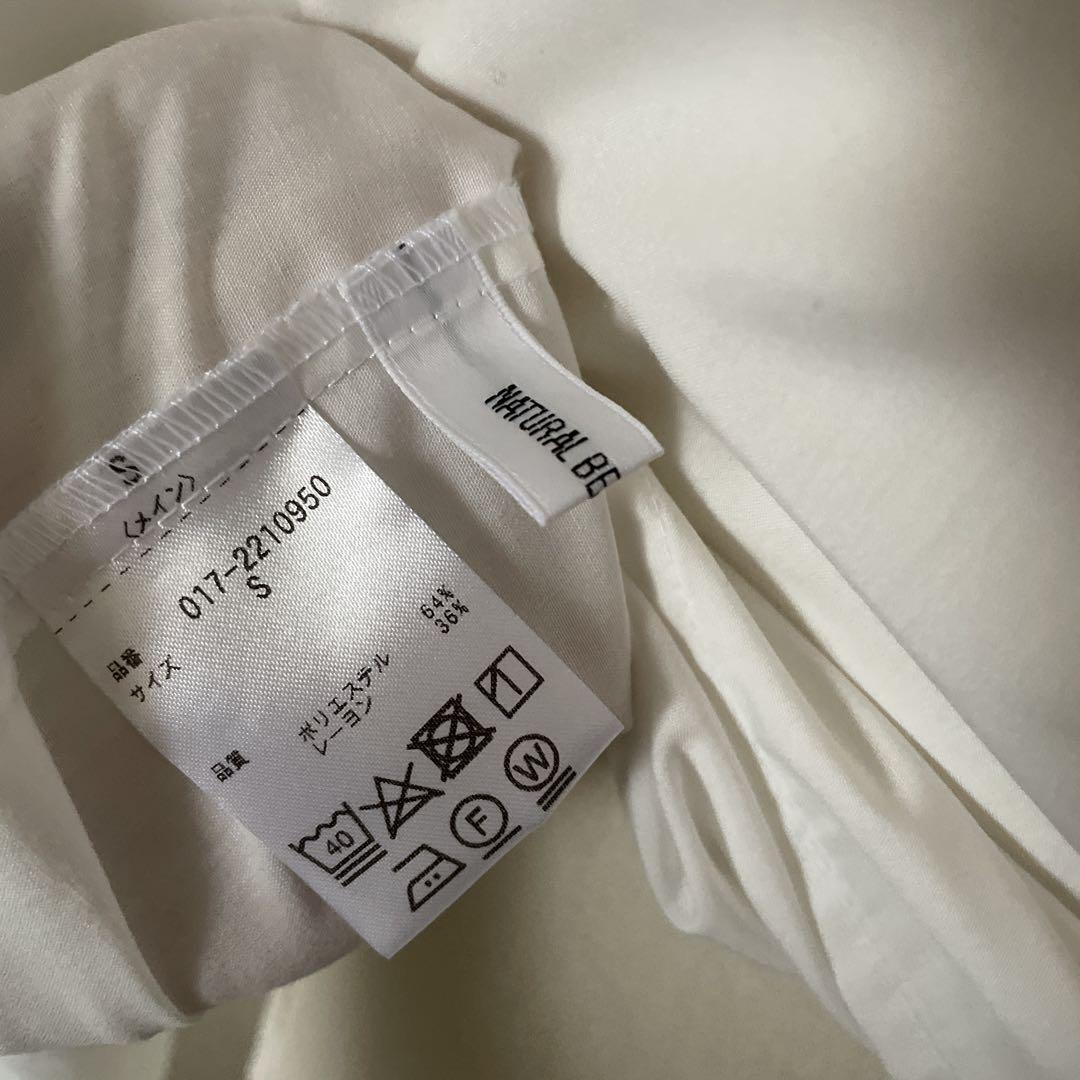 NATURAL BE
S
〈メイン〉
品番 017-2210950
サイズ S
品質 ポリエステル 64%
レーヨン 36%
40
F
W